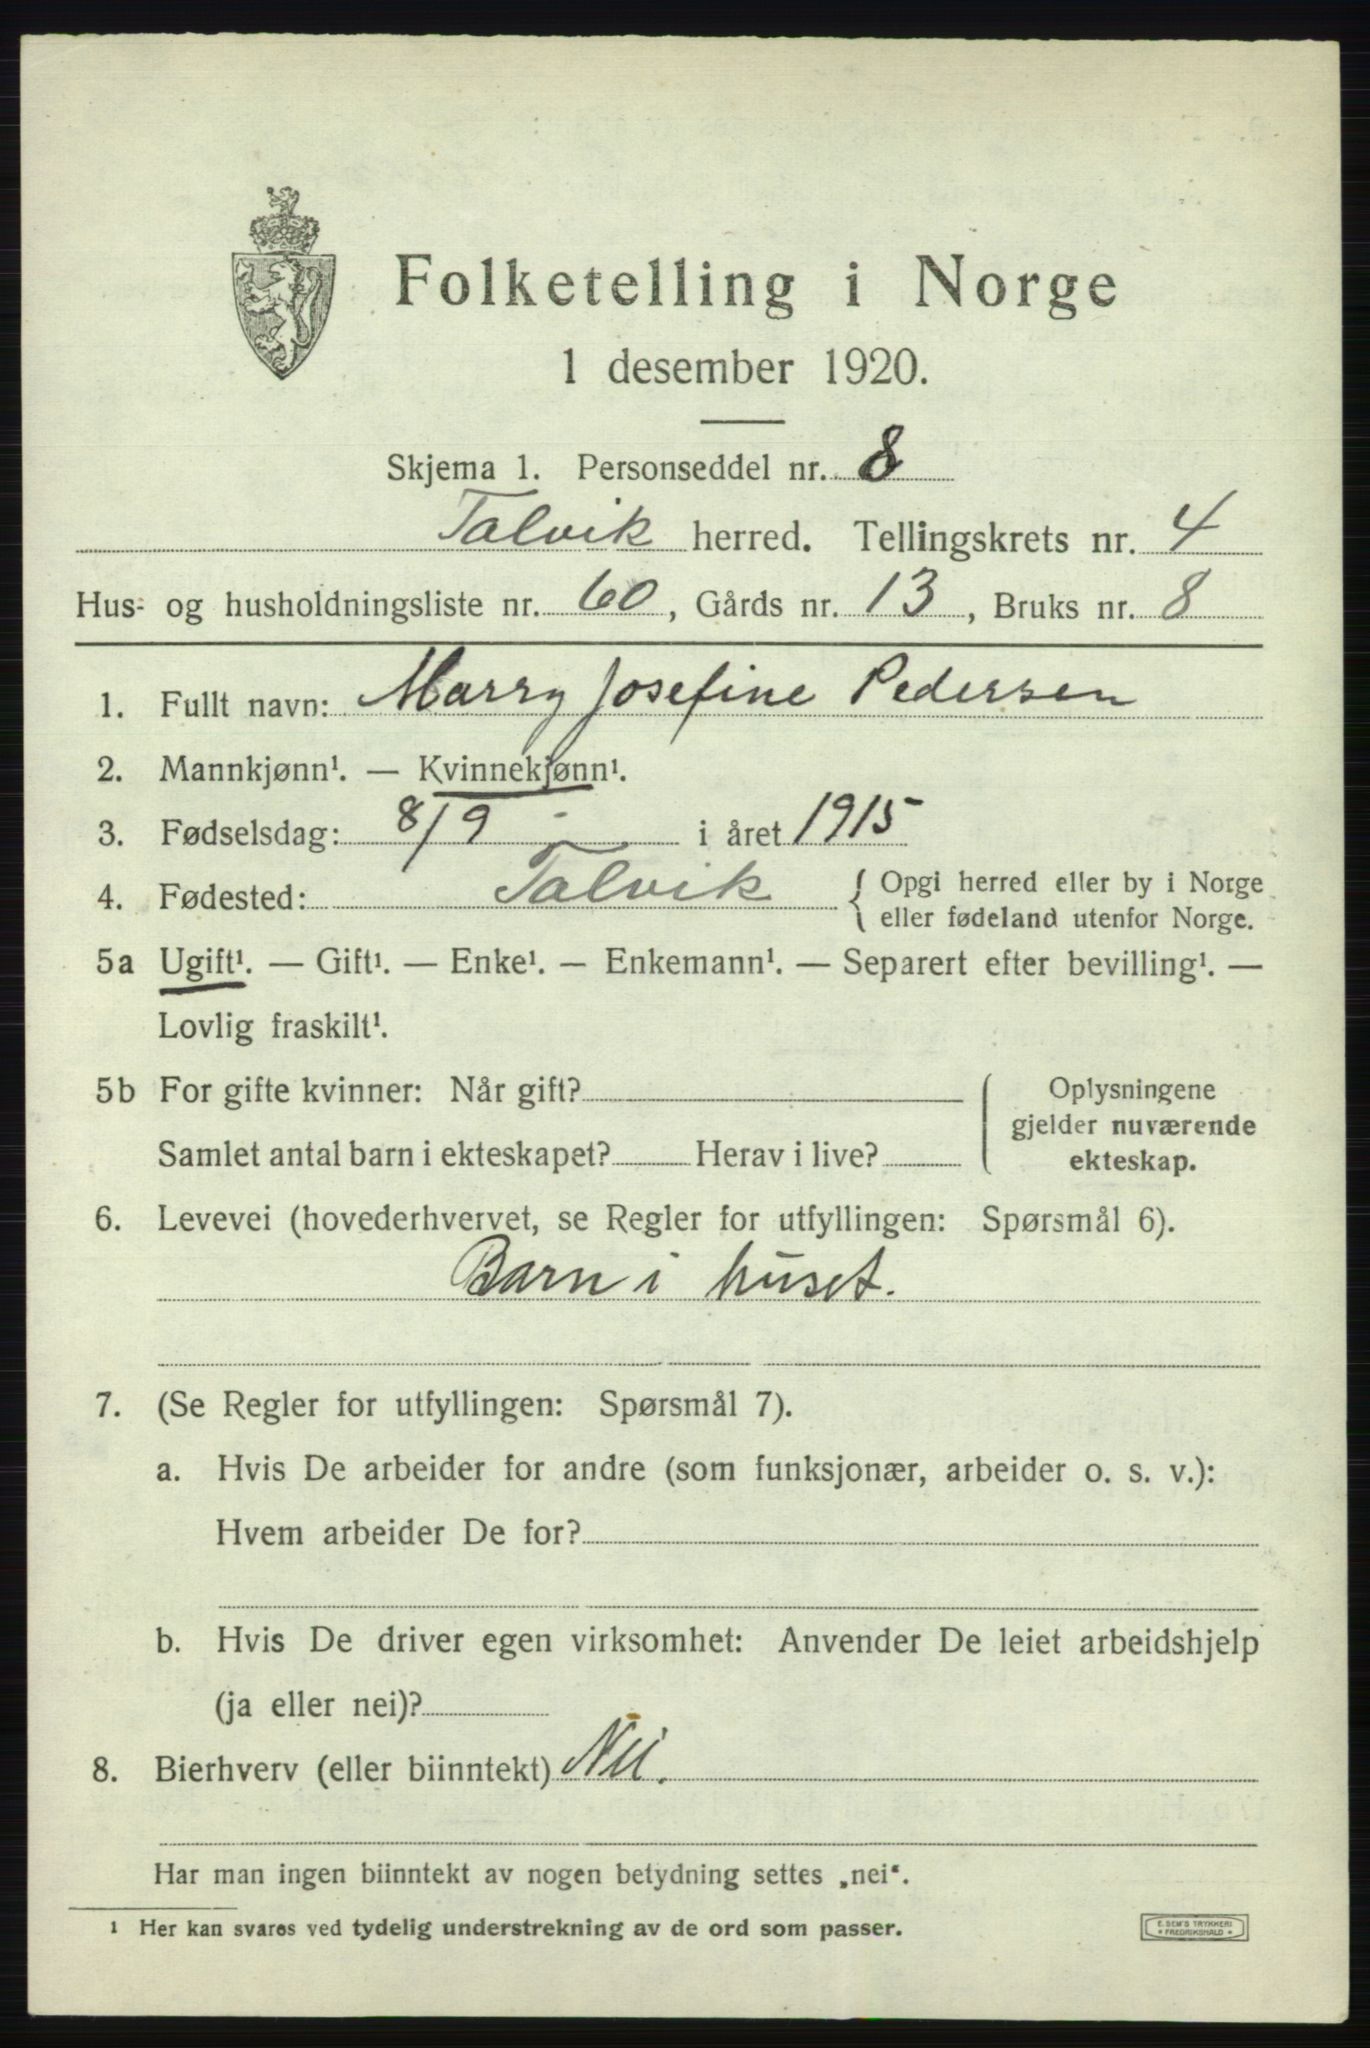 Folketelling i Norge
1 desember 1920.
Skjema 1. Personseddel nr. 8
Talvik herred. Tellingskrets nr. 4
Hus- og husholdningsliste nr. 60, Gårds nr. 13, Bruks nr. 8
1. Fullt navn: Marry Josefine Pedersen
2. Mannkjønn¹. — Kvinnekjønn¹.
3. Fødselsdag: 8/9 - i året 1915
4. Fødested: Talvik { Opgi herred eller by i Norge
eller fødeland utenfor Norge.
5a Ugift¹. — Gift¹. — Enke¹. — Enkemann¹. — Separert efter bevilling¹. —
Lovlig fraskilt¹.
5b For gifte kvinner: Når gift?
Samlet antal barn i ekteskapet? Herav i live?
Oplysningene
gjelder nuværende
ekteskap.
6. Levevei (hovederhvervet, se Regler for utfyllingen: Spørsmål 6).
Barn i huset.
7. (Se Regler for utfyllingen: Spørsmål 7).
a. Hvis De arbeider for andre (som funksjonær, arbeider o. s. v.):
Hvem arbeider De for?
b. Hvis De driver egen virksomhet: Anvender De leiet arbeidshjelp
(ja eller nei)?
8. Bierhverv (eller biinntekt) Nei.
Har man ingen biinntekt av nogen betydning settes „nei“.
¹ Her kan svares ved tydelig understrekning av de ord som passer.
E. SEM'S TRYKKERI
* FREDRIKSHALD *